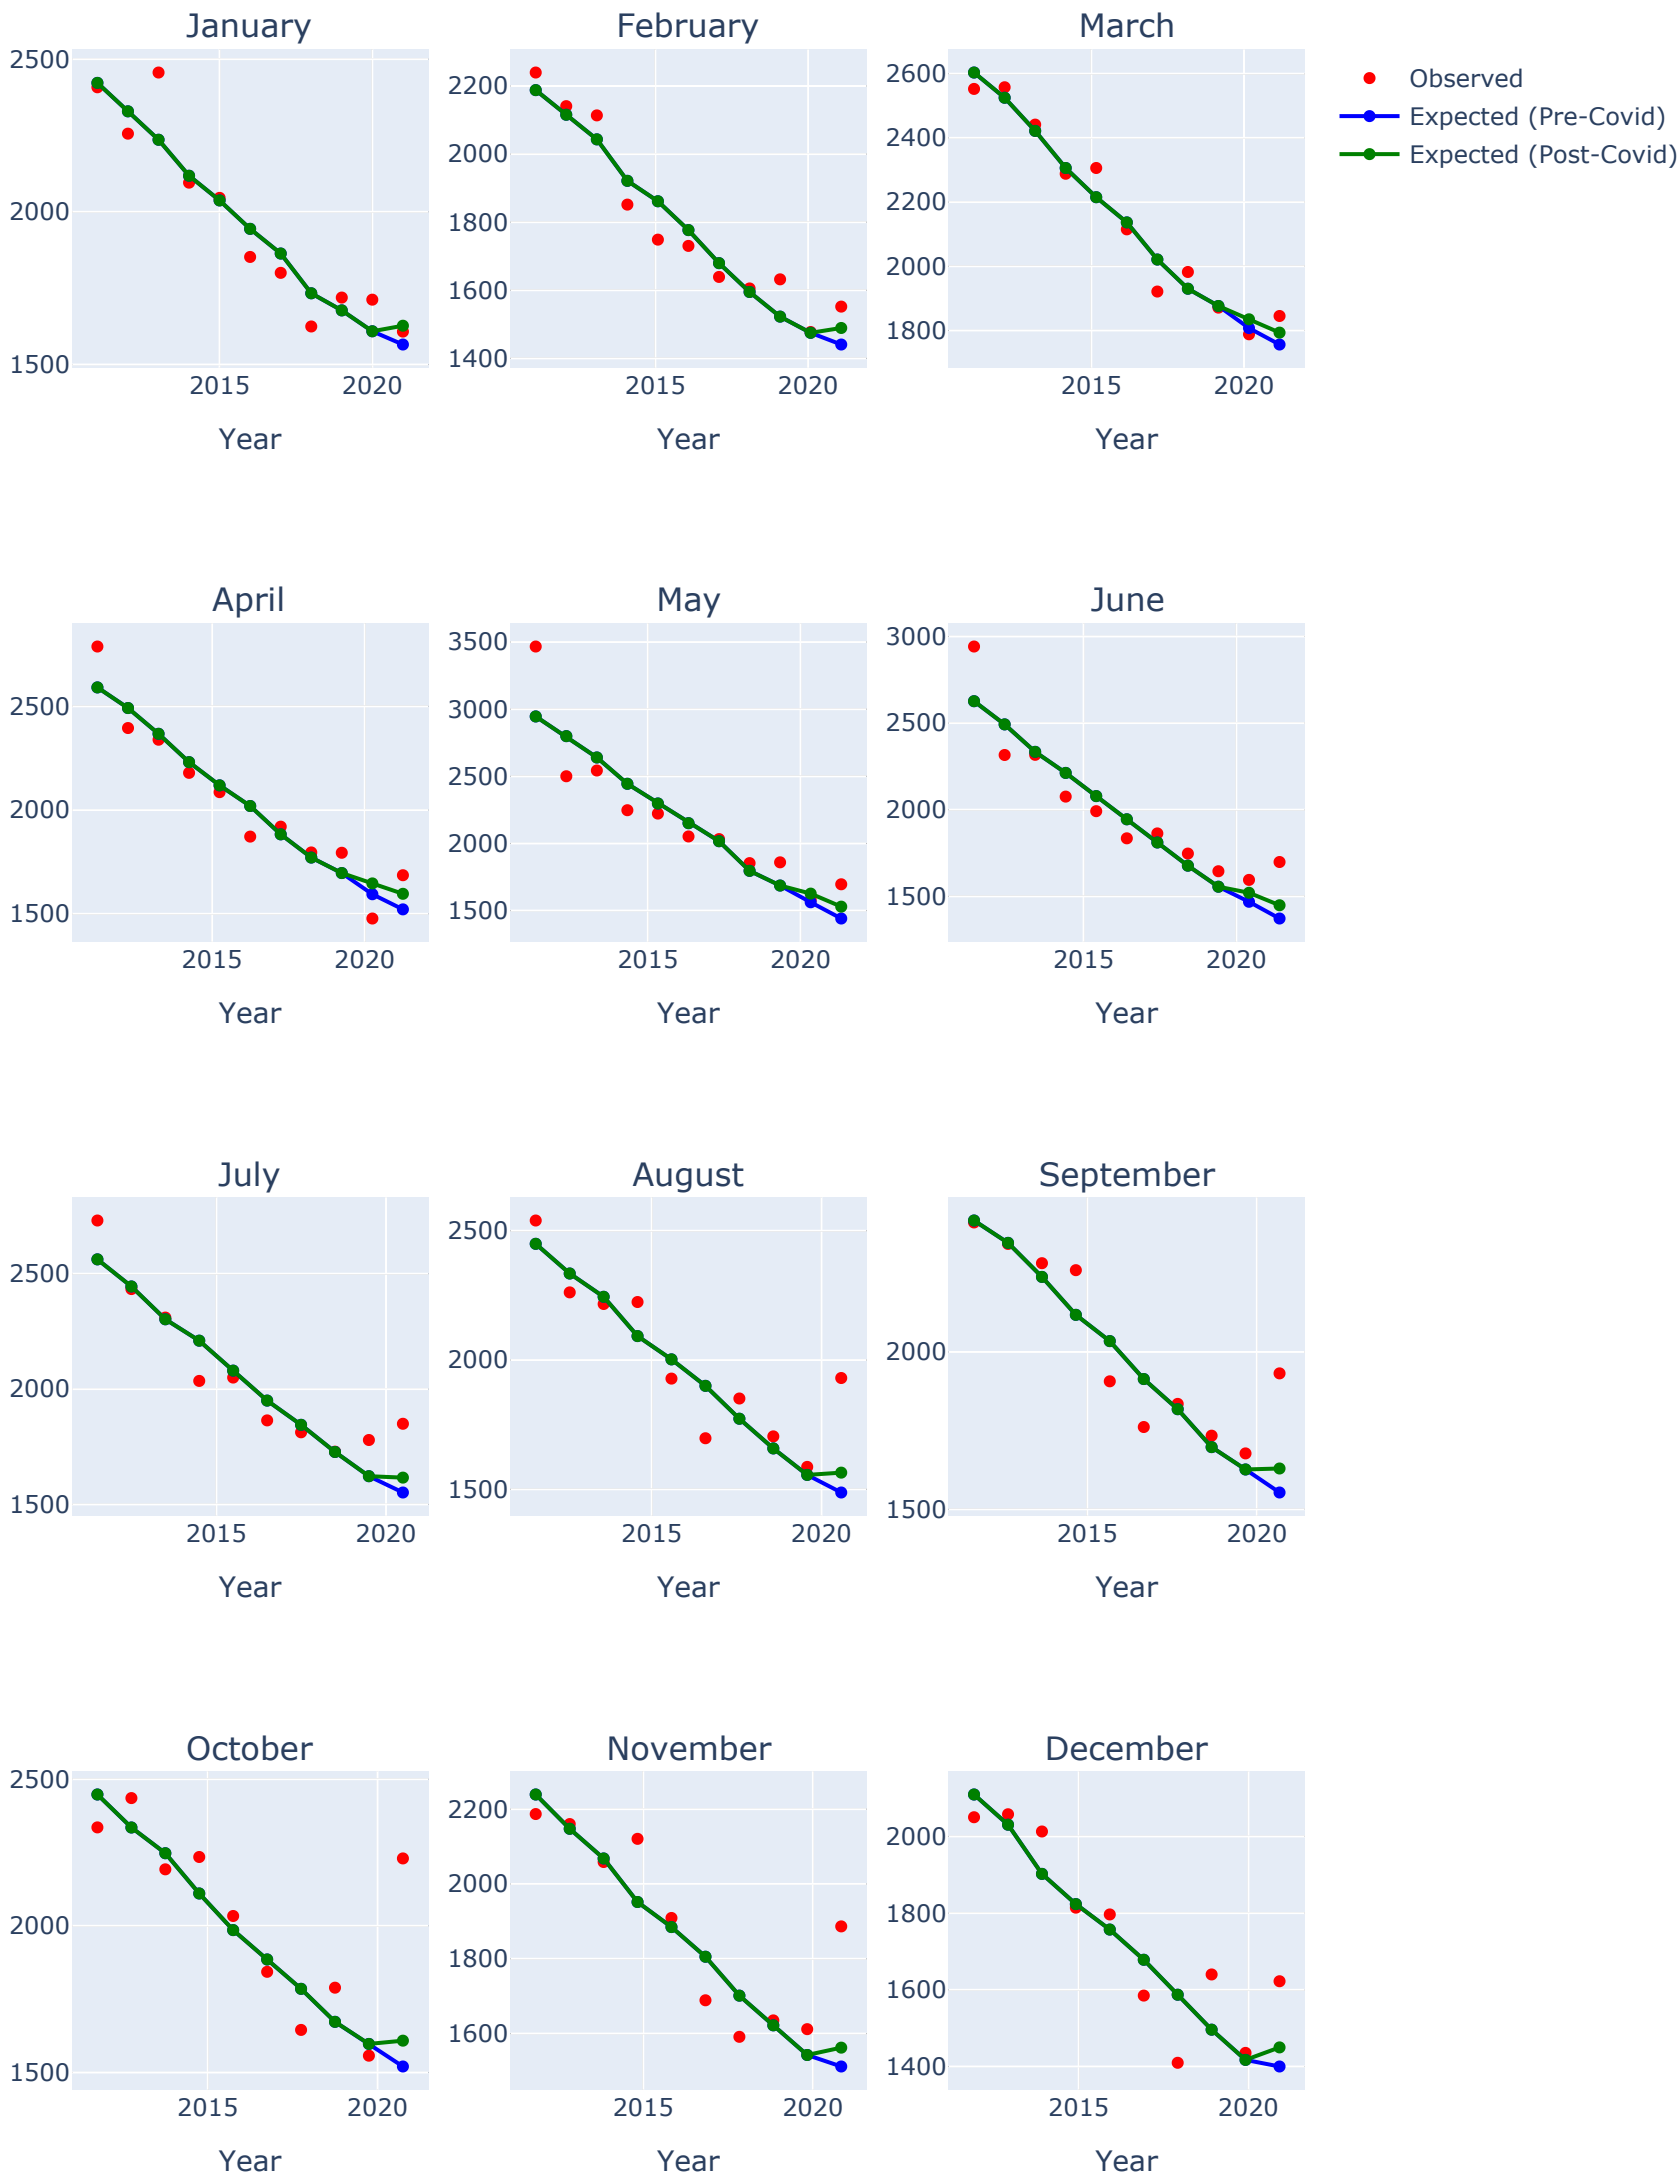 January February March
2500
2000
1500
2015 2020
Year
2200
2000
1800
1600
1400
2015 2020
Year
2600
2400
2200
2000
1800
2015 2020
Year
Observed
Expected (Pre-Covid)
Expected (Post-Covid)
April May June
2500
2000
1500
2015 2020
Year
3500
3000
2500
2000
1500
2015 2020
Year
3000
2500
2000
1500
2015 2020
Year
July August September
2500
2000
1500
2015 2020
Year
2500
2000
1500
2015 2020
Year
2000
1500
2015 2020
Year
October November December
2500
2000
1500
2015 2020
Year
2200
2000
1800
1600
2015 2020
Year
2000
1800
1600
1400
2015 2020
Year